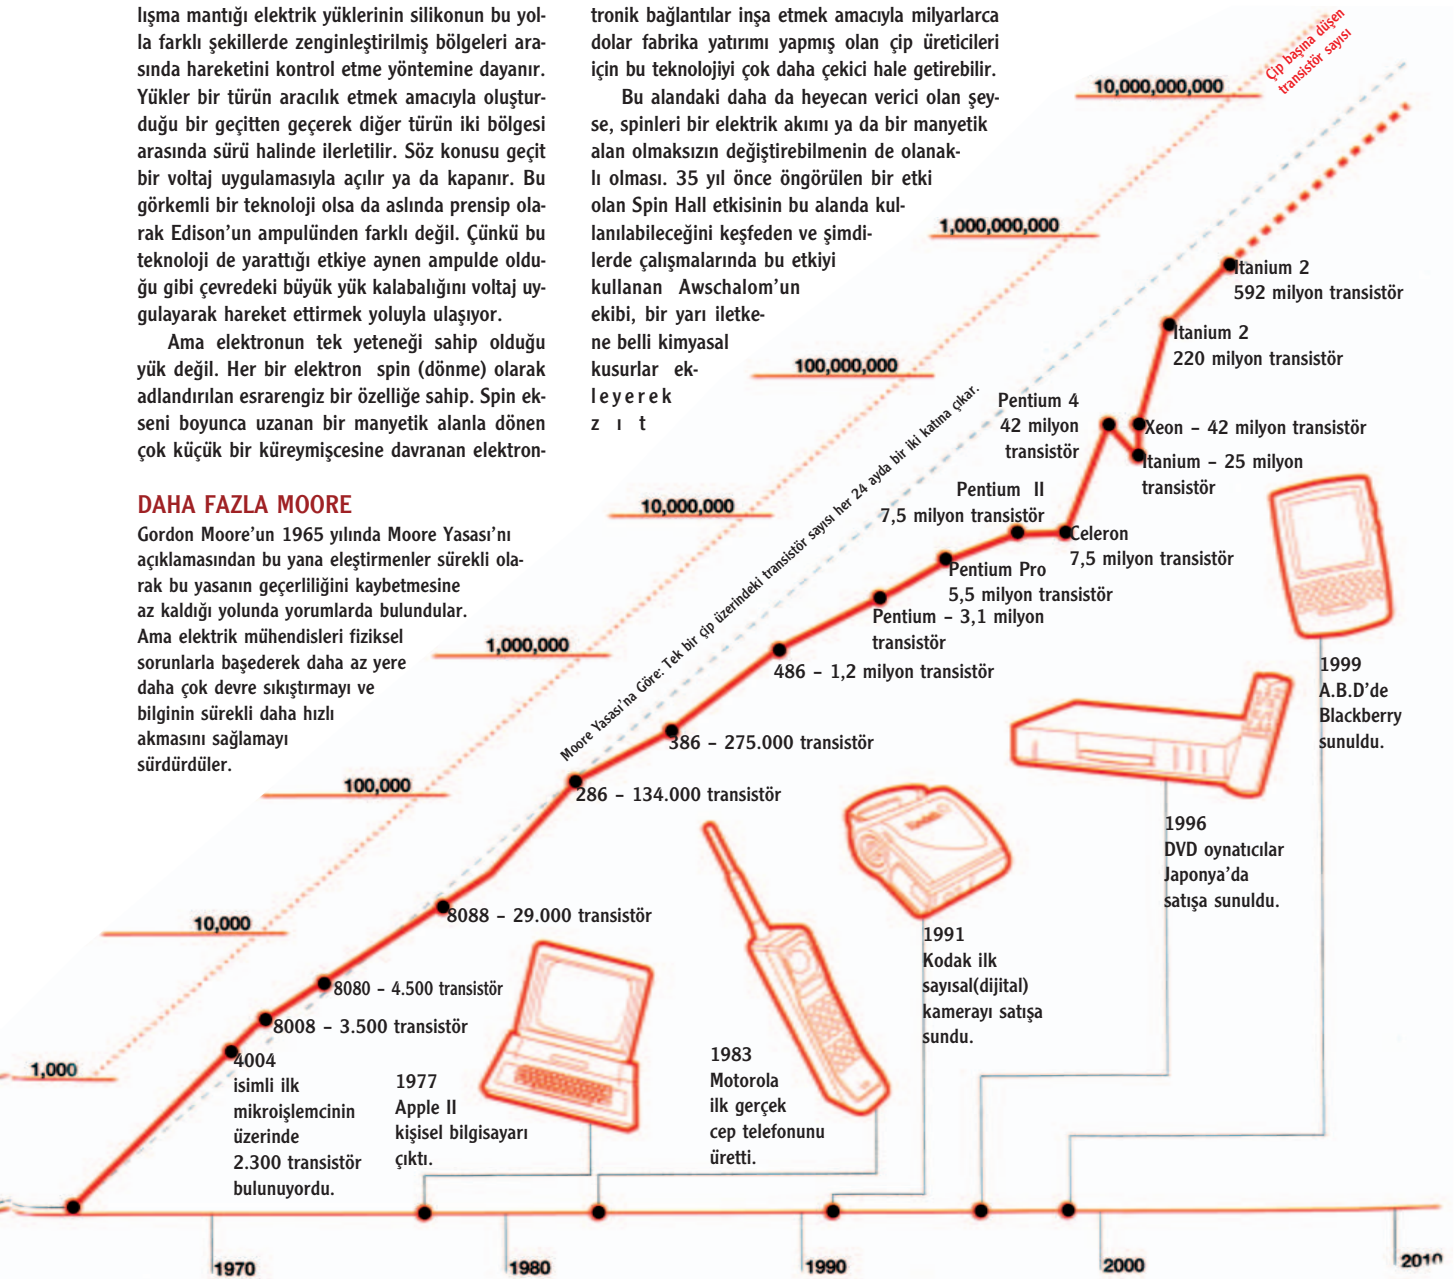 lışma mantığı elektrik yüklerinin silikonun bu yol-
la farklı şekillerde zenginleştirilmiş bölgeleri ara-
sında hareketini kontrol etme yöntemine dayanır.
Yükler bir türün aracılık etmek amacıyla oluştur-
duğu bir geçitten geçerek diğer türün iki bölgesi
arasında sürü halinde ilerletilir. Söz konusu geçit
bir voltaj uygulamasıyla açılır ya da kapanır. Bu
görkemli bir teknoloji olsa da aslında prensip ola-
rak Edison'un ampulünden farklı değil. Çünkü bu
teknoloji de yarattığı etkiye aynen ampulde oldu-
ğu gibi çevredeki büyük yük kalabalığını voltaj uy-
gulayarak hareket ettirmek yoluyla ulaşıyor.
Ama elektronun tek yeteneği sahip olduğu
yük değil. Her bir elektron spin (dönme) olarak
adlandırılan esrarengiz bir özelliğe sahip. Spin ek-
seni boyunca uzanan bir manyetik alanla dönen
çok küçük bir küreymişcesine davranan elektron-
tronik bağlantılar inşa etmek amacıyla milyarlarca
dolar fabrika yatırımı yapmış olan çip üreticileri
için bu teknolojiyi çok daha çekici hale getirebilir.
Bu alandaki daha da heyecan verici olan şey-
se, spinleri bir elektrik akımı ya da bir manyetik
alan olmaksızın değiştirebilmenin de olanak-
lı olması. 35 yıl önce öngörülen bir etki
olan Spin Hall etkisinin bu alanda kul-
lanılabileceğini keşfeden ve şimdi-
lerde çalışmalarında bu etkiyi
kullanan Awschalom'un
ekibi, bir yarı iletke-
ne belli kimyasal
kusurlar ek-
leyerek
zıt
DAHA FAZLA MOORE
Gordon Moore'un 1965 yılında Moore Yasası'nı
açıklamasından bu yana eleştirmenler sürekli ola-
rak bu yasanın geçerliliğini kaybetmesine
az kaldığı yolunda yorumlarda bulundular.
Ama elektrik mühendisleri fiziksel
sorunlarla başederek daha az yere
daha çok devre sıkıştırmayı ve
bilginin sürekli daha hızlı
akmasını sağlamayı
sürdürdüler.
Çip başına düşen
transistör sayısı
10,000,000,000
1,000,000,000
100,000,000
10,000,000
1,000,000
100,000
10,000
1,000
Moore Yasası'na Göre: Tek bir çip üzerindeki transistör sayısı her 24 ayda bir iki katına çıkar.
Itanium 2
592 milyon transistör
Itanium 2
220 milyon transistör
Pentium 4
42 milyon
transistör
Xeon – 42 milyon transistör
Itanium – 25 milyon
transistör
Pentium II
7,5 milyon transistör
Celeron
7,5 milyon transistör
Pentium Pro
5,5 milyon transistör
Pentium – 3,1 milyon
transistör
486 – 1,2 milyon transistör
386 – 275.000 transistör
286 – 134.000 transistör
8088 – 29.000 transistör
8080 – 4.500 transistör
8008 – 3.500 transistör
4004
isimli ilk
mikroişlemcinin
üzerinde
2.300 transistör
bulunuyordu.
1977
Apple II
kişisel bilgisayarı
çıktı.
1983
Motorola
ilk gerçek
cep telefonunu
üretti.
Kodak
1991
Kodak ilk
sayısal(dijital)
kamerayı satışa
sundu.
1996
DVD oynatıcılar
Japonya'da
satışa sunuldu.
1999
A.B.D'de
Blackberry
sunuldu.
1970
1980
1990
2000
2010